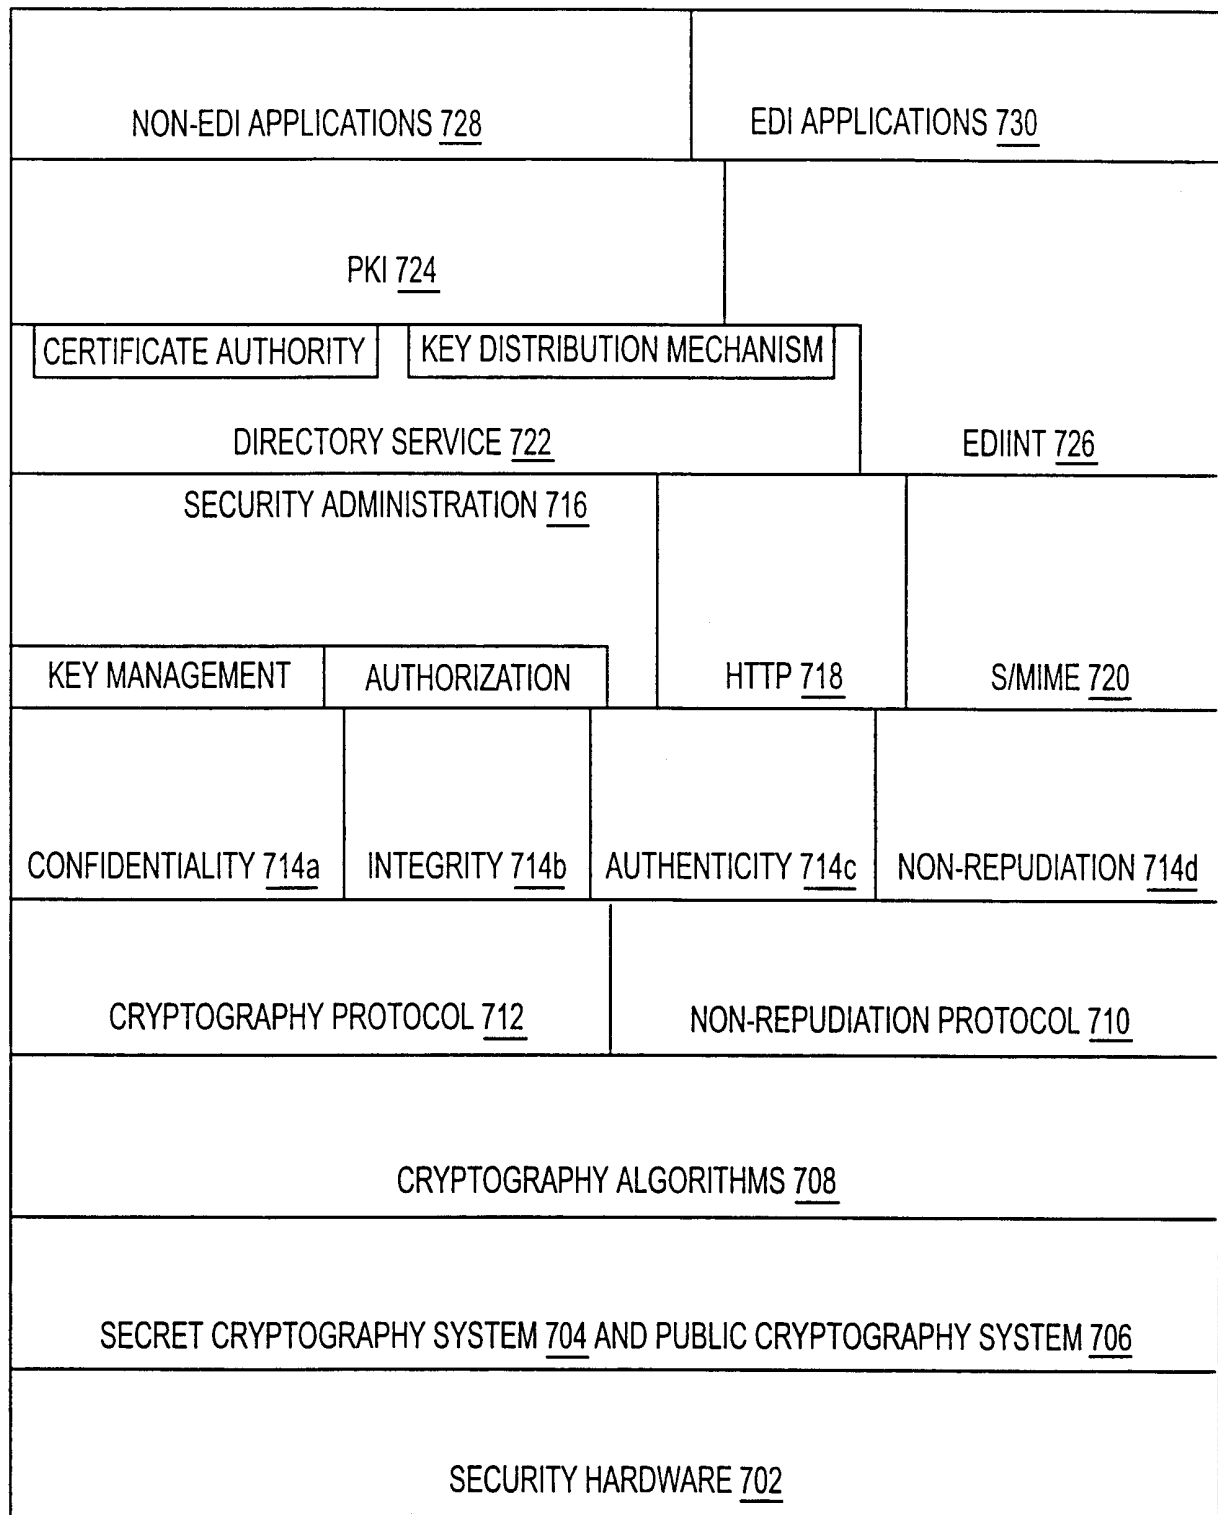 NON-EDI APPLICATIONS 728
EDI APPLICATIONS 730
PKI 724
CERTIFICATE AUTHORITY
KEY DISTRIBUTION MECHANISM
DIRECTORY SERVICE 722
EDIINT 726
SECURITY ADMINISTRATION 716
KEY MANAGEMENT
AUTHORIZATION
HTTP 718
S/MIME 720
CONFIDENTIALITY 714a
INTEGRITY 714b
AUTHENTICITY 714c
NON-REPUDIATION 714d
CRYPTOGRAPHY PROTOCOL 712
NON-REPUDIATION PROTOCOL 710
CRYPTOGRAPHY ALGORITHMS 708
SECRET CRYPTOGRAPHY SYSTEM 704 AND PUBLIC CRYPTOGRAPHY SYSTEM 706
SECURITY HARDWARE 702